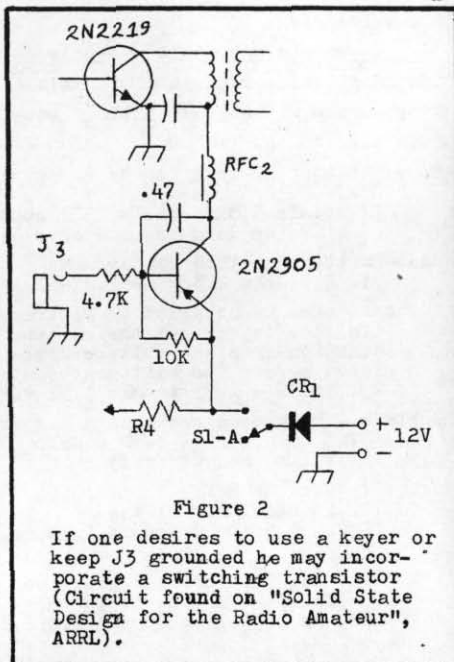 2N2219
RFC2
.47
J3
2N2905
4.7K
10K
CR1
R4
S1-A
+
12V
−
Figure 2
If one desires to use a keyer or
keep J3 grounded he may incor-
porate a switching transistor
(Circuit found on "Solid State
Design for the Radio Amateur",
ARRL).